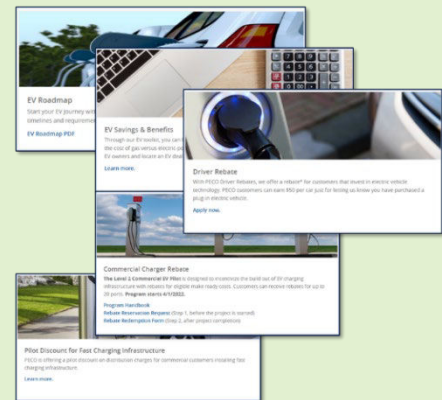 EV Roadmap
Start your EV journey with
timelines and requirements
EV Roadmap PDF
EV Savings & Benefits
Through our EV toolkit, you can
the cost of gas versus electric po
EV owners and locate an EV deal
Learn more.
Driver Rebate
With PECO Driver Rebates, we offer a rebate* for customers that invest in electric vehicle
technology. PECO customers can earn $50 per car just for letting us know you have purchased a
plug-in electric vehicle.
Apply now.
Commercial Charger Rebate
The Level 2 Commercial EV Pilot is designed to incentivize the build out of EV charging
infrastructure with rebates for eligible make ready costs. Customers can receive rebates for up to
20 ports. Program starts 4/1/2022.
Program Handbook
Rebate Reservation Request (Step 1, before the project is started)
Rebate Redemption Form (Step 2, after project completion)
Pilot Discount for Fast Charging Infrastructure
PECO is offering a pilot discount on distribution charges for commercial customers installing fast
charging infrastructure.
Learn more.